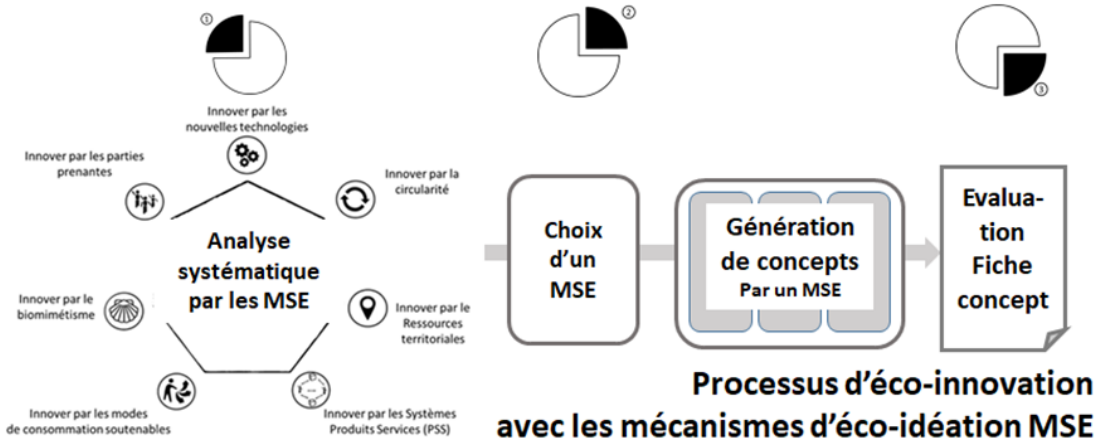 ①
②
③
Innover par les
nouvelles technologies
Innover par les parties
prenantes
Innover par la
circularité
Analyse
systématique
par les MSE
Innover par le
biomimétisme
Innover par le
Ressources
territoriales
Innover par les modes
de consommation soutenables
Innover par les Systèmes
Produits Services (PSS)
Choix
d’un
MSE
Génération
de concepts
Par un MSE
Evalua-
tion
Fiche
concept
Processus d’éco-innovation
avec les mécanismes d’éco-idéation MSE